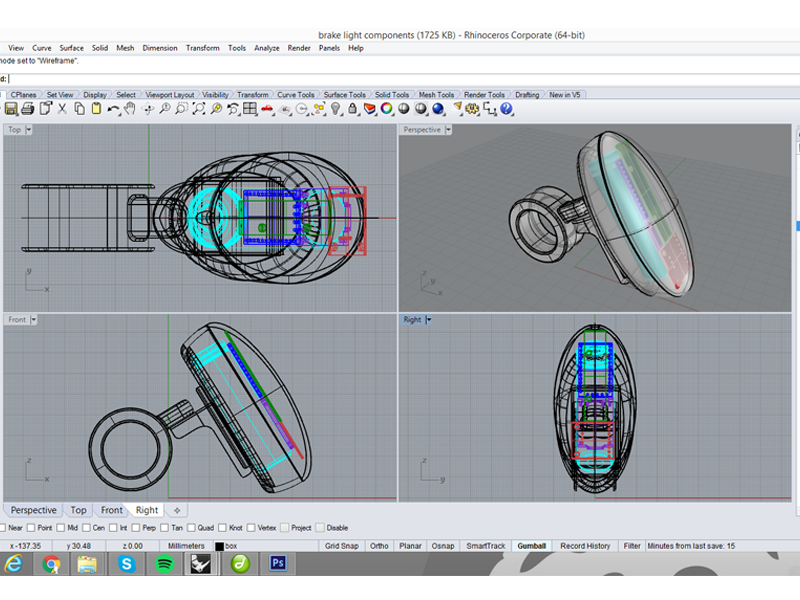 brake light components (1725 KB) - Rhinoceros Corporate (64-bit)
View Curve Surface Solid Mesh Dimension Transform Tools Analyze Render Panels Help
mode set to "Wireframe".
d:
CPlanes Set View Display Select Viewport Layout Visibility Transform Curve Tools Surface Tools Solid Tools Mesh Tools Render Tools Drafting New in V5
Top Perspective
y
x
z
y
x
Front Right
z
x
z
y
Perspective Top Front Right
Near Point Mid Cen Int Perp Tan Quad Knot Vertex Project Disable
x -137.35 y 30.48 z 0.00 Millimeters box Grid Snap Ortho Planar Osnap SmartTrack Gumball Record History Filter Minutes from last save: 15
Ps